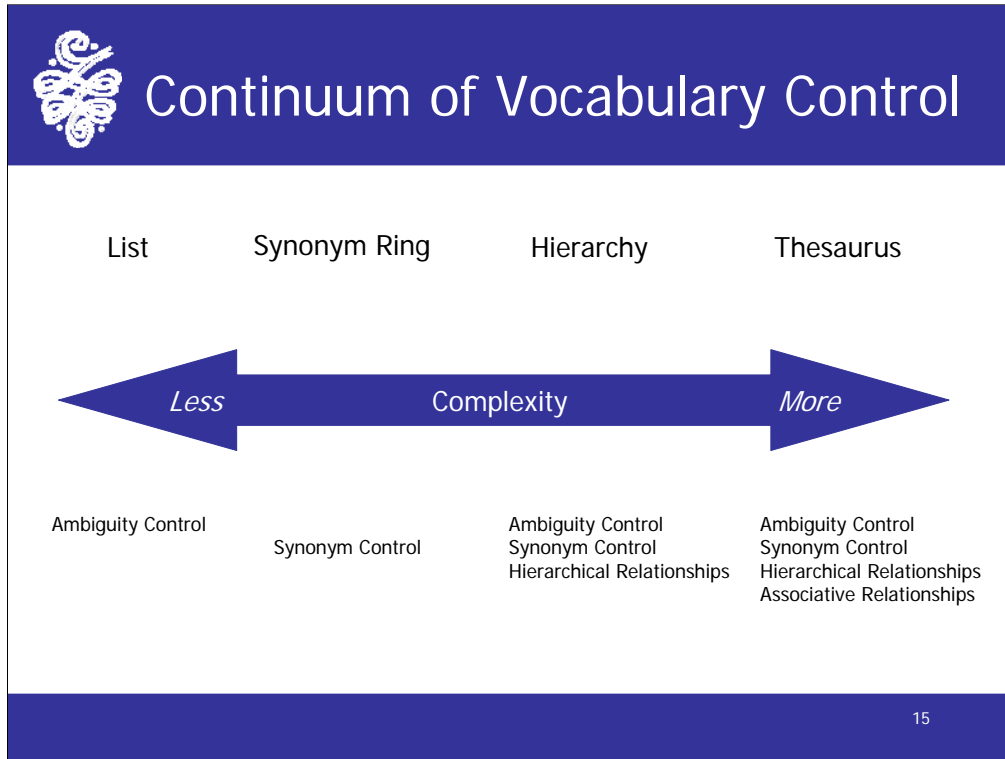 Continuum of Vocabulary Control
List
Synonym Ring
Hierarchy
Thesaurus
Less
Complexity
More
Ambiguity Control
Synonym Control
Ambiguity Control
Synonym Control
Hierarchical Relationships
Ambiguity Control
Synonym Control
Hierarchical Relationships
Associative Relationships
15